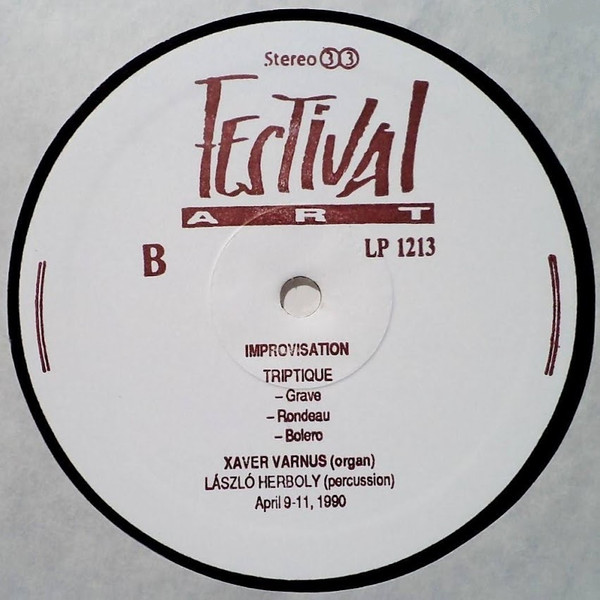 Stereo 33
FESTIVAL
ART
B
LP 1213
IMPROVISATION
TRIPTIQUE
– Grave
– Rondeau
– Bolero
XAVER VARNUS (organ)
LÁSZLÓ HERBOLY (percussion)
April 9-11, 1990